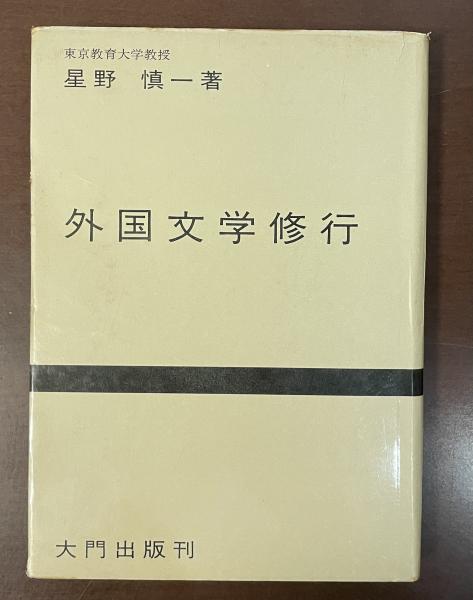 東京教育大学教授
星野 慎一著
外国文学修行
大門出版刊